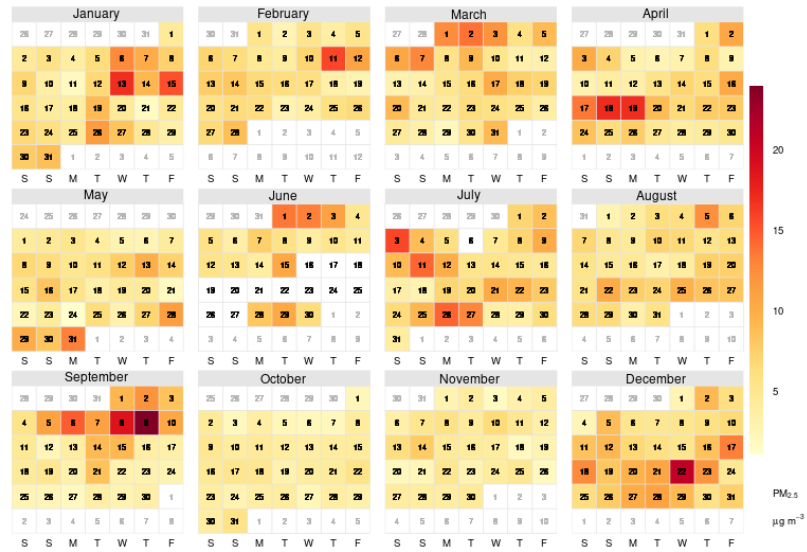 January
26 27 28 29 30 31 1
2 3 4 5 6 7 8
9 10 11 12 13 14 15
16 17 18 19 20 21 22
23 24 25 26 27 28 29
30 31 1 2 3 4 5
S S M T W T F
February
30 31 1 2 3 4 5
6 7 8 9 10 11 12
13 14 15 16 17 18 19
20 21 22 23 24 25 26
27 28 1 2 3 4 5
6 7 8 9 10 11 12
S S M T W T F
March
27 28 1 2 3 4 5
6 7 8 9 10 11 12
13 14 15 16 17 18 19
20 21 22 23 24 25 26
27 28 29 30 31 1 2
3 4 5 6 7 8 9
S S M T W T F
April
27 28 29 30 31 1 2
3 4 5 6 7 8 9
10 11 12 13 14 15 16
17 18 19 20 21 22 23
24 25 26 27 28 29 30
1 2 3 4 5 6 7
S S M T W T F
May
24 25 26 27 28 29 30
1 2 3 4 5 6 7
8 9 10 11 12 13 14
15 16 17 18 19 20 21
22 23 24 25 26 27 28
29 30 31 1 2 3 4
S S M T W T F
June
29 30 31 1 2 3 4
5 6 7 8 9 10 11
12 13 14 15 16 17 18
19 20 21 22 23 24 25
26 27 28 29 30 1 2
3 4 5 6 7 8 9
S S M T W T F
July
26 27 28 29 30 1 2
3 4 5 6 7 8 9
10 11 12 13 14 15 16
17 18 19 20 21 22 23
24 25 26 27 28 29 30
31 1 2 3 4 5 6
S S M T W T F
August
31 1 2 3 4 5 6
7 8 9 10 11 12 13
14 15 16 17 18 19 20
21 22 23 24 25 26 27
28 29 30 31 1 2 3
4 5 6 7 8 9 10
S S M T W T F
September
28 29 30 31 1 2 3
4 5 6 7 8 9 10
11 12 13 14 15 16 17
18 19 20 21 22 23 24
25 26 27 28 29 30 1
2 3 4 5 6 7 8
S S M T W T F
October
25 26 27 28 29 30 1
2 3 4 5 6 7 8
9 10 11 12 13 14 15
16 17 18 19 20 21 22
23 24 25 26 27 28 29
30 31 1 2 3 4 5
S S M T W T F
November
30 31 1 2 3 4 5
6 7 8 9 10 11 12
13 14 15 16 17 18 19
20 21 22 23 24 25 26
27 28 29 30 1 2 3
4 5 6 7 8 9 10
S S M T W T F
December
27 28 29 30 1 2 3
4 5 6 7 8 9 10
11 12 13 14 15 16 17
18 19 20 21 22 23 24
25 26 27 28 29 30 31
1 2 3 4 5 6 7
S S M T W T F
20
15
10
5
PM₂.₅
μg m⁻³